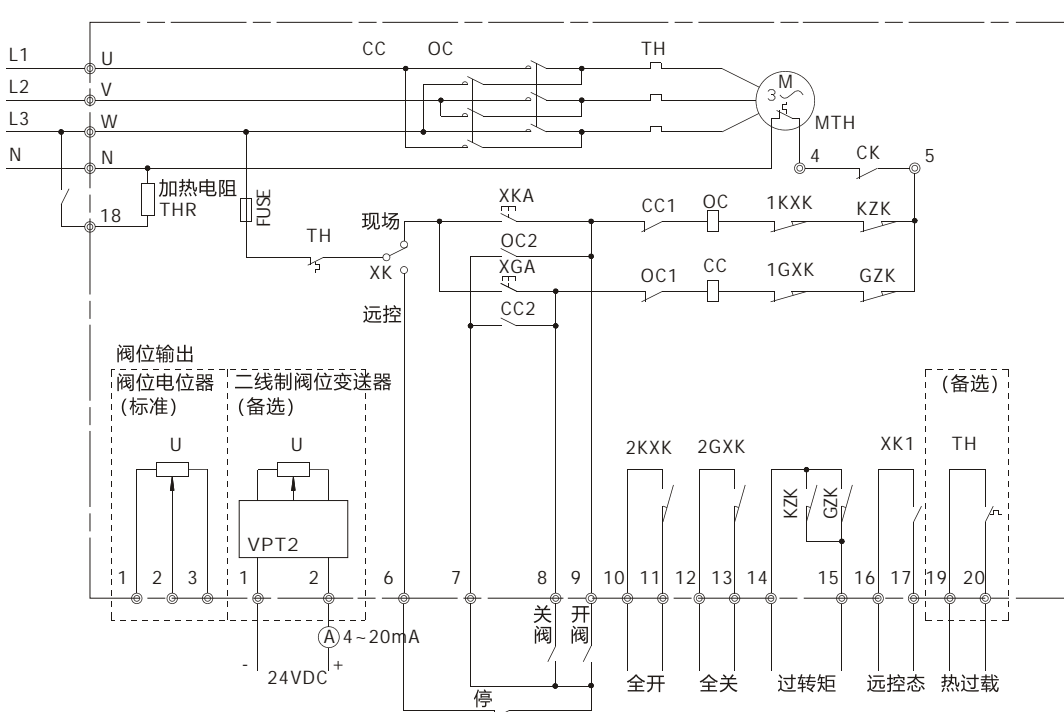 CC OC TH
L1 U
M
L2 V
3
L3 W
MTH
N N
4 CK 5
加热电阻
THR
18
FUSE
XKA
现场
CC1 OC 1KXK KZK
TH
OC2
XK
XGA
OC1 CC 1GXK GZK
远控
CC2
阀位输出
阀位电位器 二线制阀位变送器
(标准) (备选)
(备选)
U U
2KXK 2GXK XK1 TH
KZK GZK
VPT2
1 2 3 1 2 6 7 8 9 10 11 12 13 14 15 16 17 19 20
关阀 开阀
A 4~20mA
- +
24VDC
全开 全关 过转矩 远控态 热过载
停